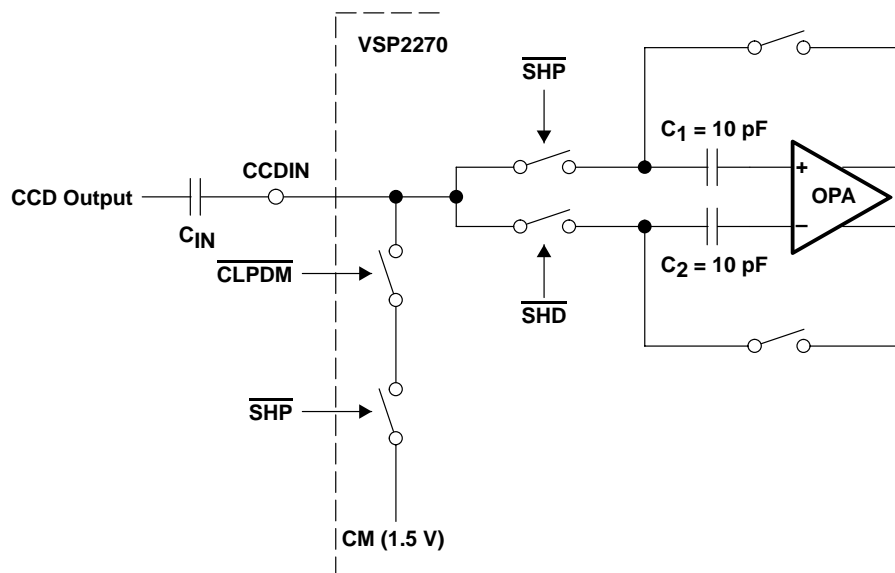 VSP2270
SHP
C1 = 10 pF
CCDIN
+
OPA
CCD Output
–
CIN
C2 = 10 pF
CLPDM
SHD
SHP
CM (1.5 V)